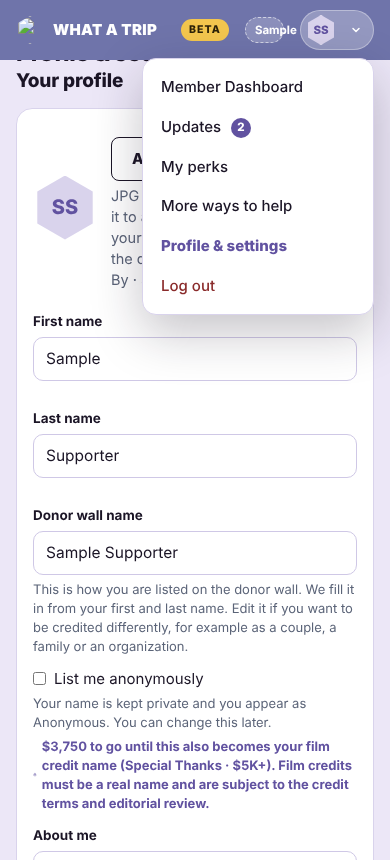 WHAT A TRIP
BETA
Sample
SS
Your profile
Member Dashboard
Updates 2
My perks
More ways to help
Profile & settings
Log out
SS
JPG
it to
your
the
By ·
First name
Sample
Last name
Supporter
Donor wall name
Sample Supporter
This is how you are listed on the donor wall. We fill it
in from your first and last name. Edit it if you want to
be credited differently, for example as a couple, a
family or an organization.
List me anonymously
Your name is kept private and you appear as
Anonymous. You can change this later.
$3,750 to go until this also becomes your film
credit name (Special Thanks · $5K+). Film credits
must be a real name and are subject to the credit
terms and editorial review.
About me